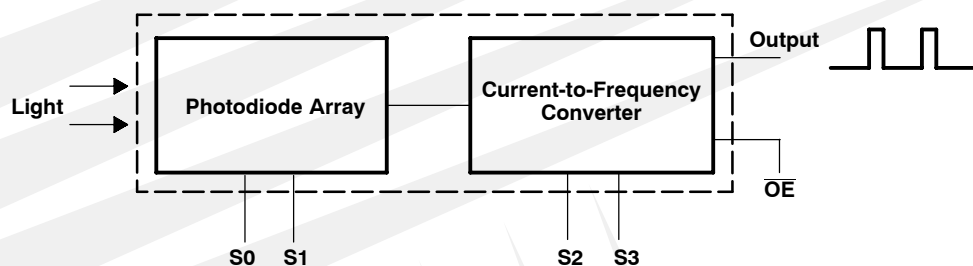 Output
Light
Photodiode Array
Current-to-Frequency
Converter
OE
S0 S1
S2 S3